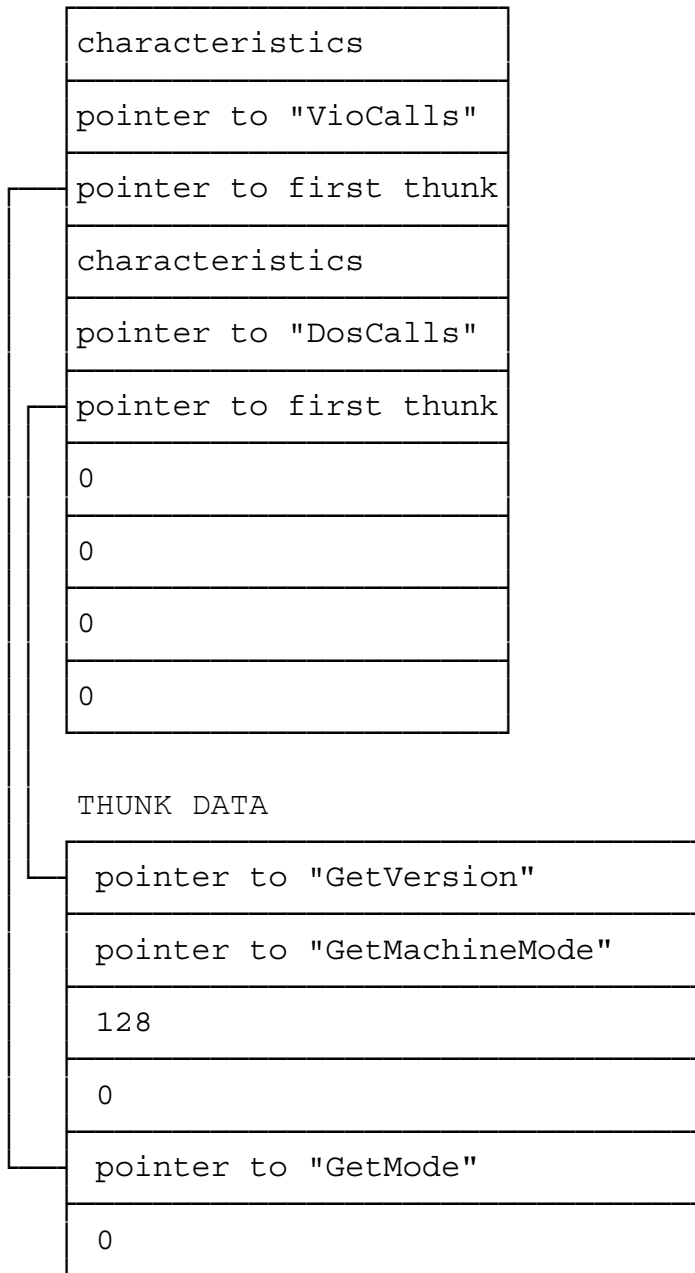 characteristics
pointer to "VioCalls"
pointer to first thunk
characteristics
pointer to "DosCalls"
pointer to first thunk
0
0
0
0
THUNK DATA
pointer to "GetVersion"
pointer to "GetMachineMode"
128
0
pointer to "GetMode"
0